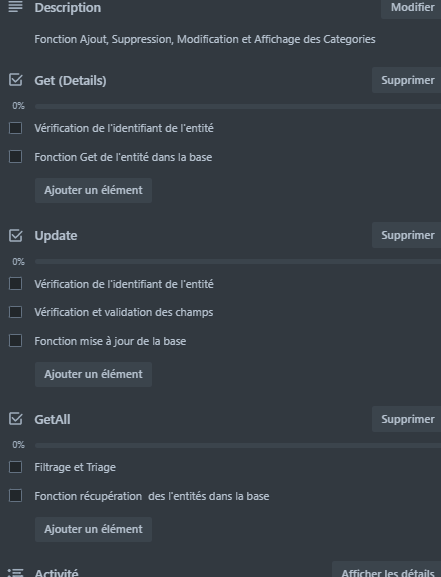 Description
Modifier
Fonction Ajout, Suppression, Modification et Affichage des Categories
Get (Details)
Supprimer
0%
Vérification de l'identifiant de l'entité
Fonction Get de l'entité dans la base
Ajouter un élément
Update
Supprimer
0%
Vérification de l'identifiant de l'entité
Vérification et validation des champs
Fonction mise à jour de la base
Ajouter un élément
GetAll
Supprimer
0%
Filtrage et Triage
Fonction récupération  des l'entités dans la base
Ajouter un élément
Activité
Afficher les détails